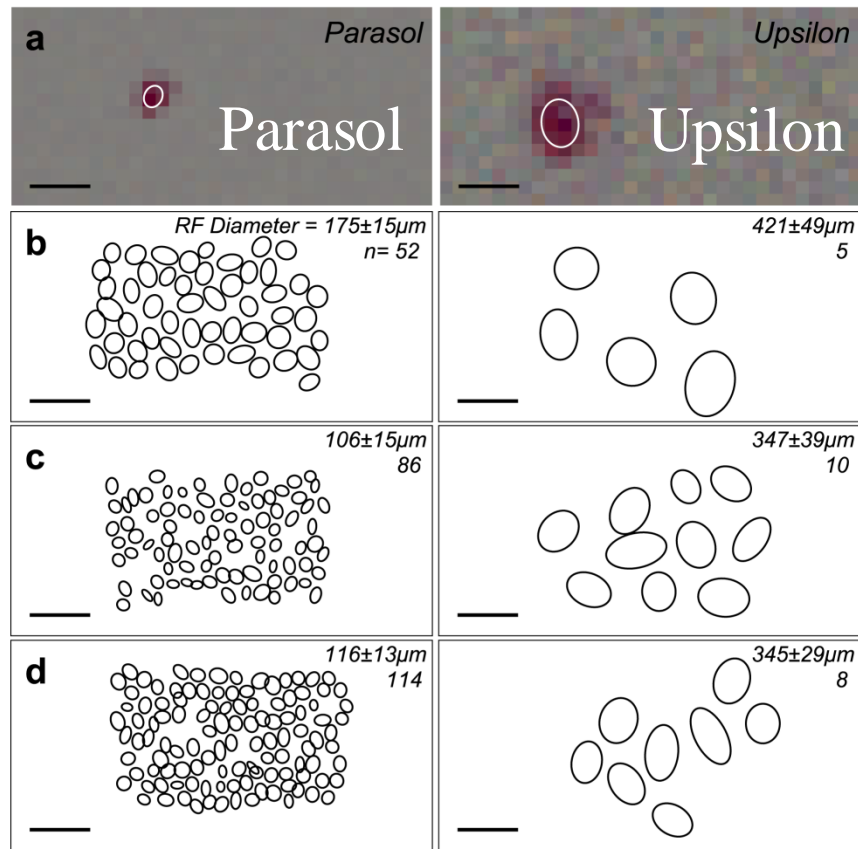 a
Parasol
Parasol
Upsilon
Upsilon
b
RF Diameter = 175±15µm
n= 52
421±49µm
5
c
106±15µm
86
347±39µm
10
d
116±13µm
114
345±29µm
8